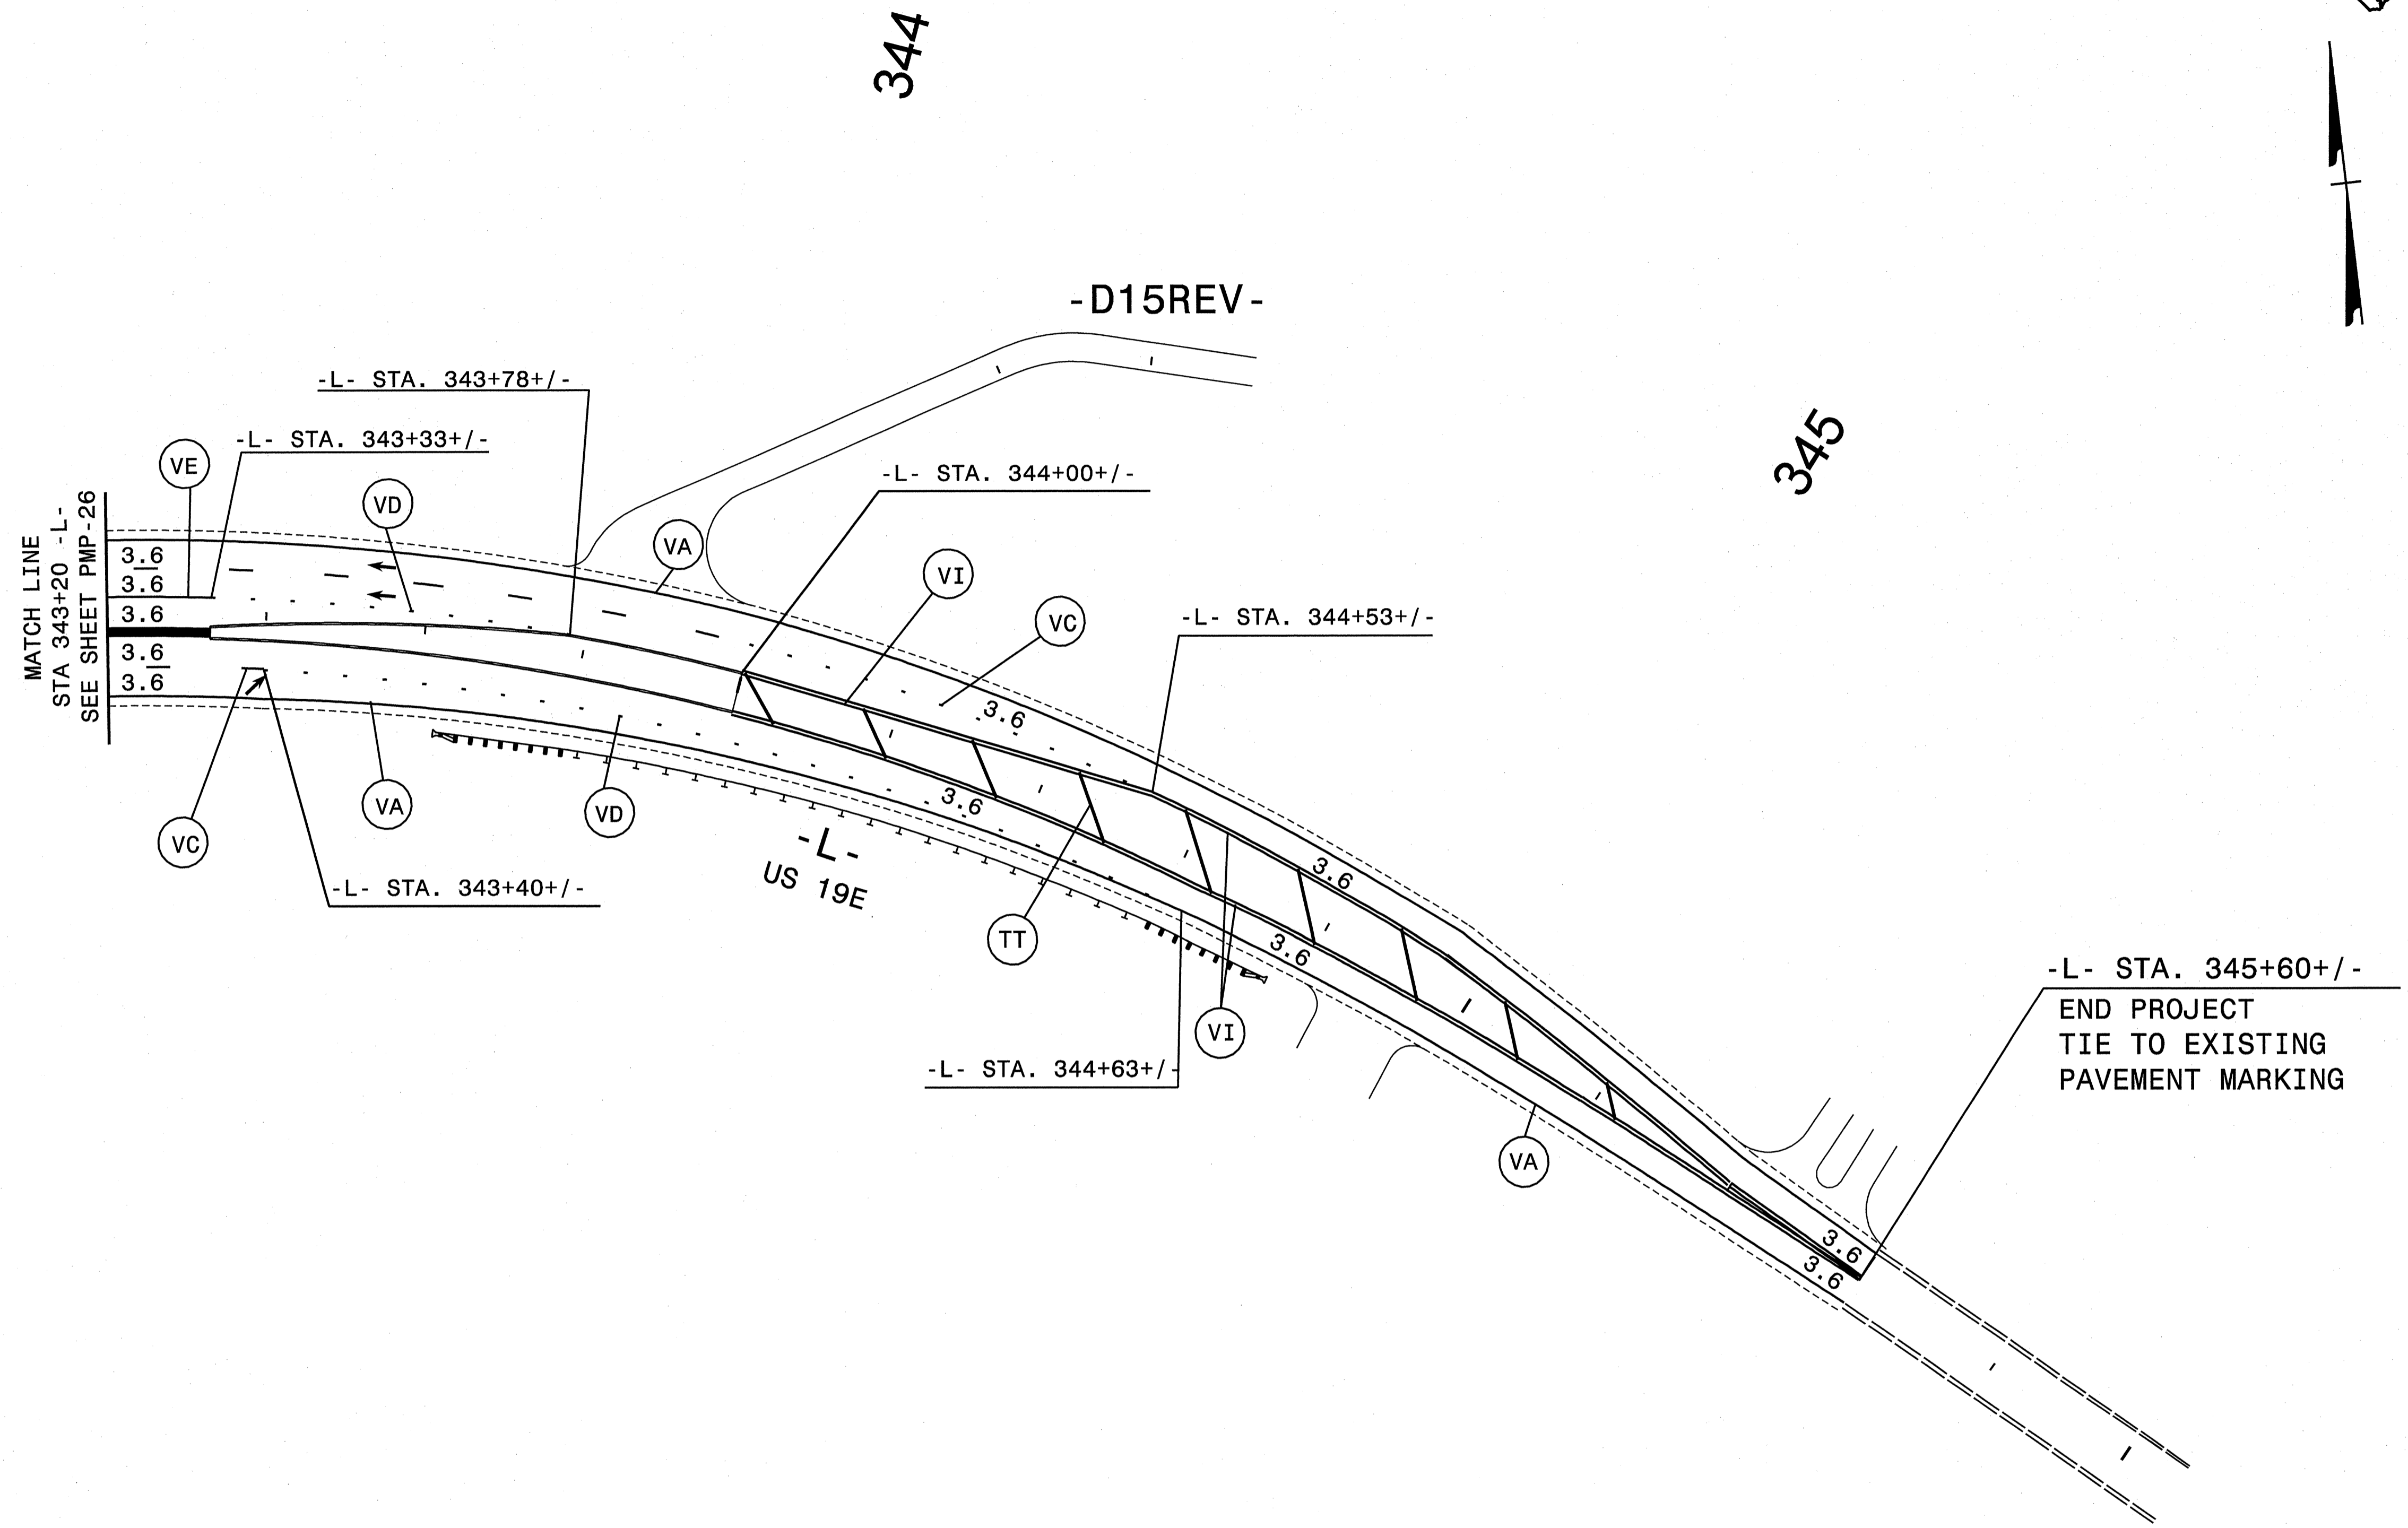 344
-D15REV-
-L- STA. 343+78+/-
-L- STA. 343+33+/-
VE
VD
-L- STA. 344+00+/-
345
MATCH LINE
STA 343+20 -L-
SEE SHEET PMP-26
VA
VI
VC
-L- STA. 344+53+/-
3.6
3.6
3.6
3.6
3.6
3.6
3.6
3.6
3.6
VC
VA
VD
-L-
US 19E
-L- STA. 343+40+/-
TT
VI
-L- STA. 344+63+/-
VA
-L- STA. 345+60+/-
END PROJECT
TIE TO EXISTING
PAVEMENT MARKING
3.6
3.6